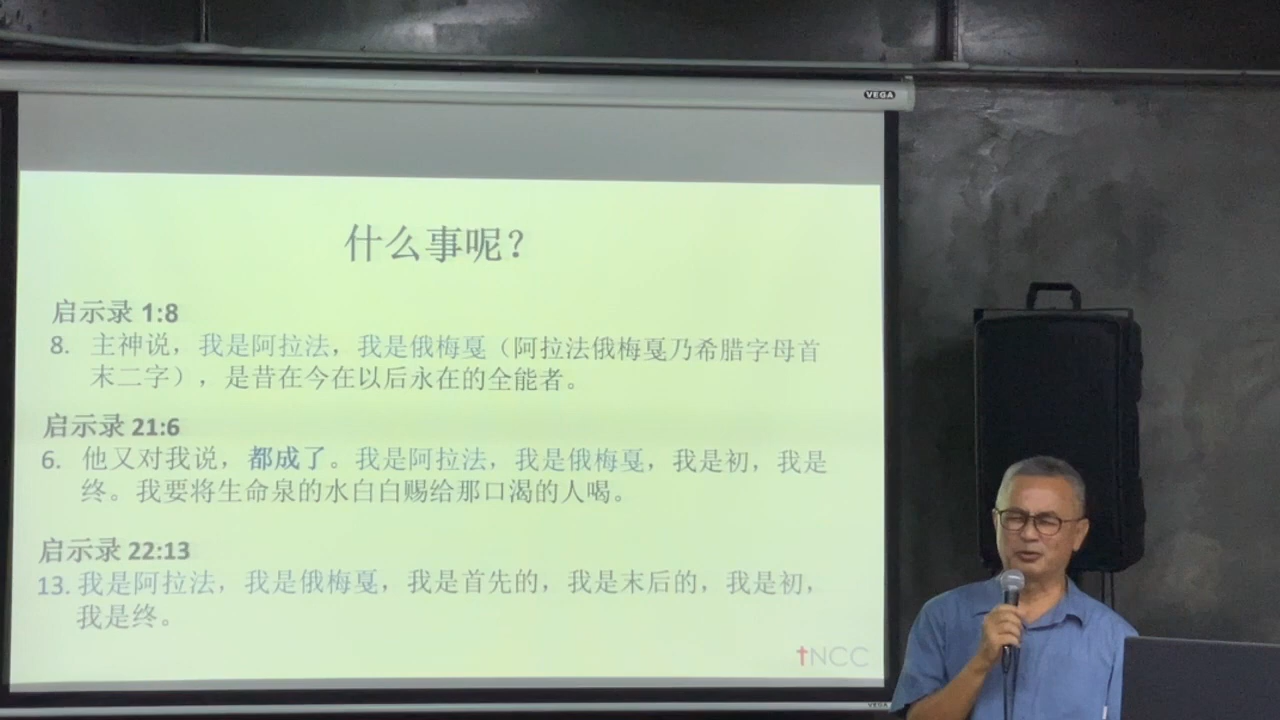 VEGA
什么事呢？
启示录 1:8
8. 主神说，我是阿拉法，我是俄梅戛（阿拉法俄梅戛乃希腊字母首
末二字），是昔在今在以后永在的全能者。
启示录 21:6
6. 他又对我说，都成了。我是阿拉法，我是俄梅戛，我是初，我是
终。我要将生命泉的水白白赐给那口渴的人喝。
启示录 22:13
13. 我是阿拉法，我是俄梅戛，我是首先的，我是末后的，我是初，
我是终。
NCC
VEGA